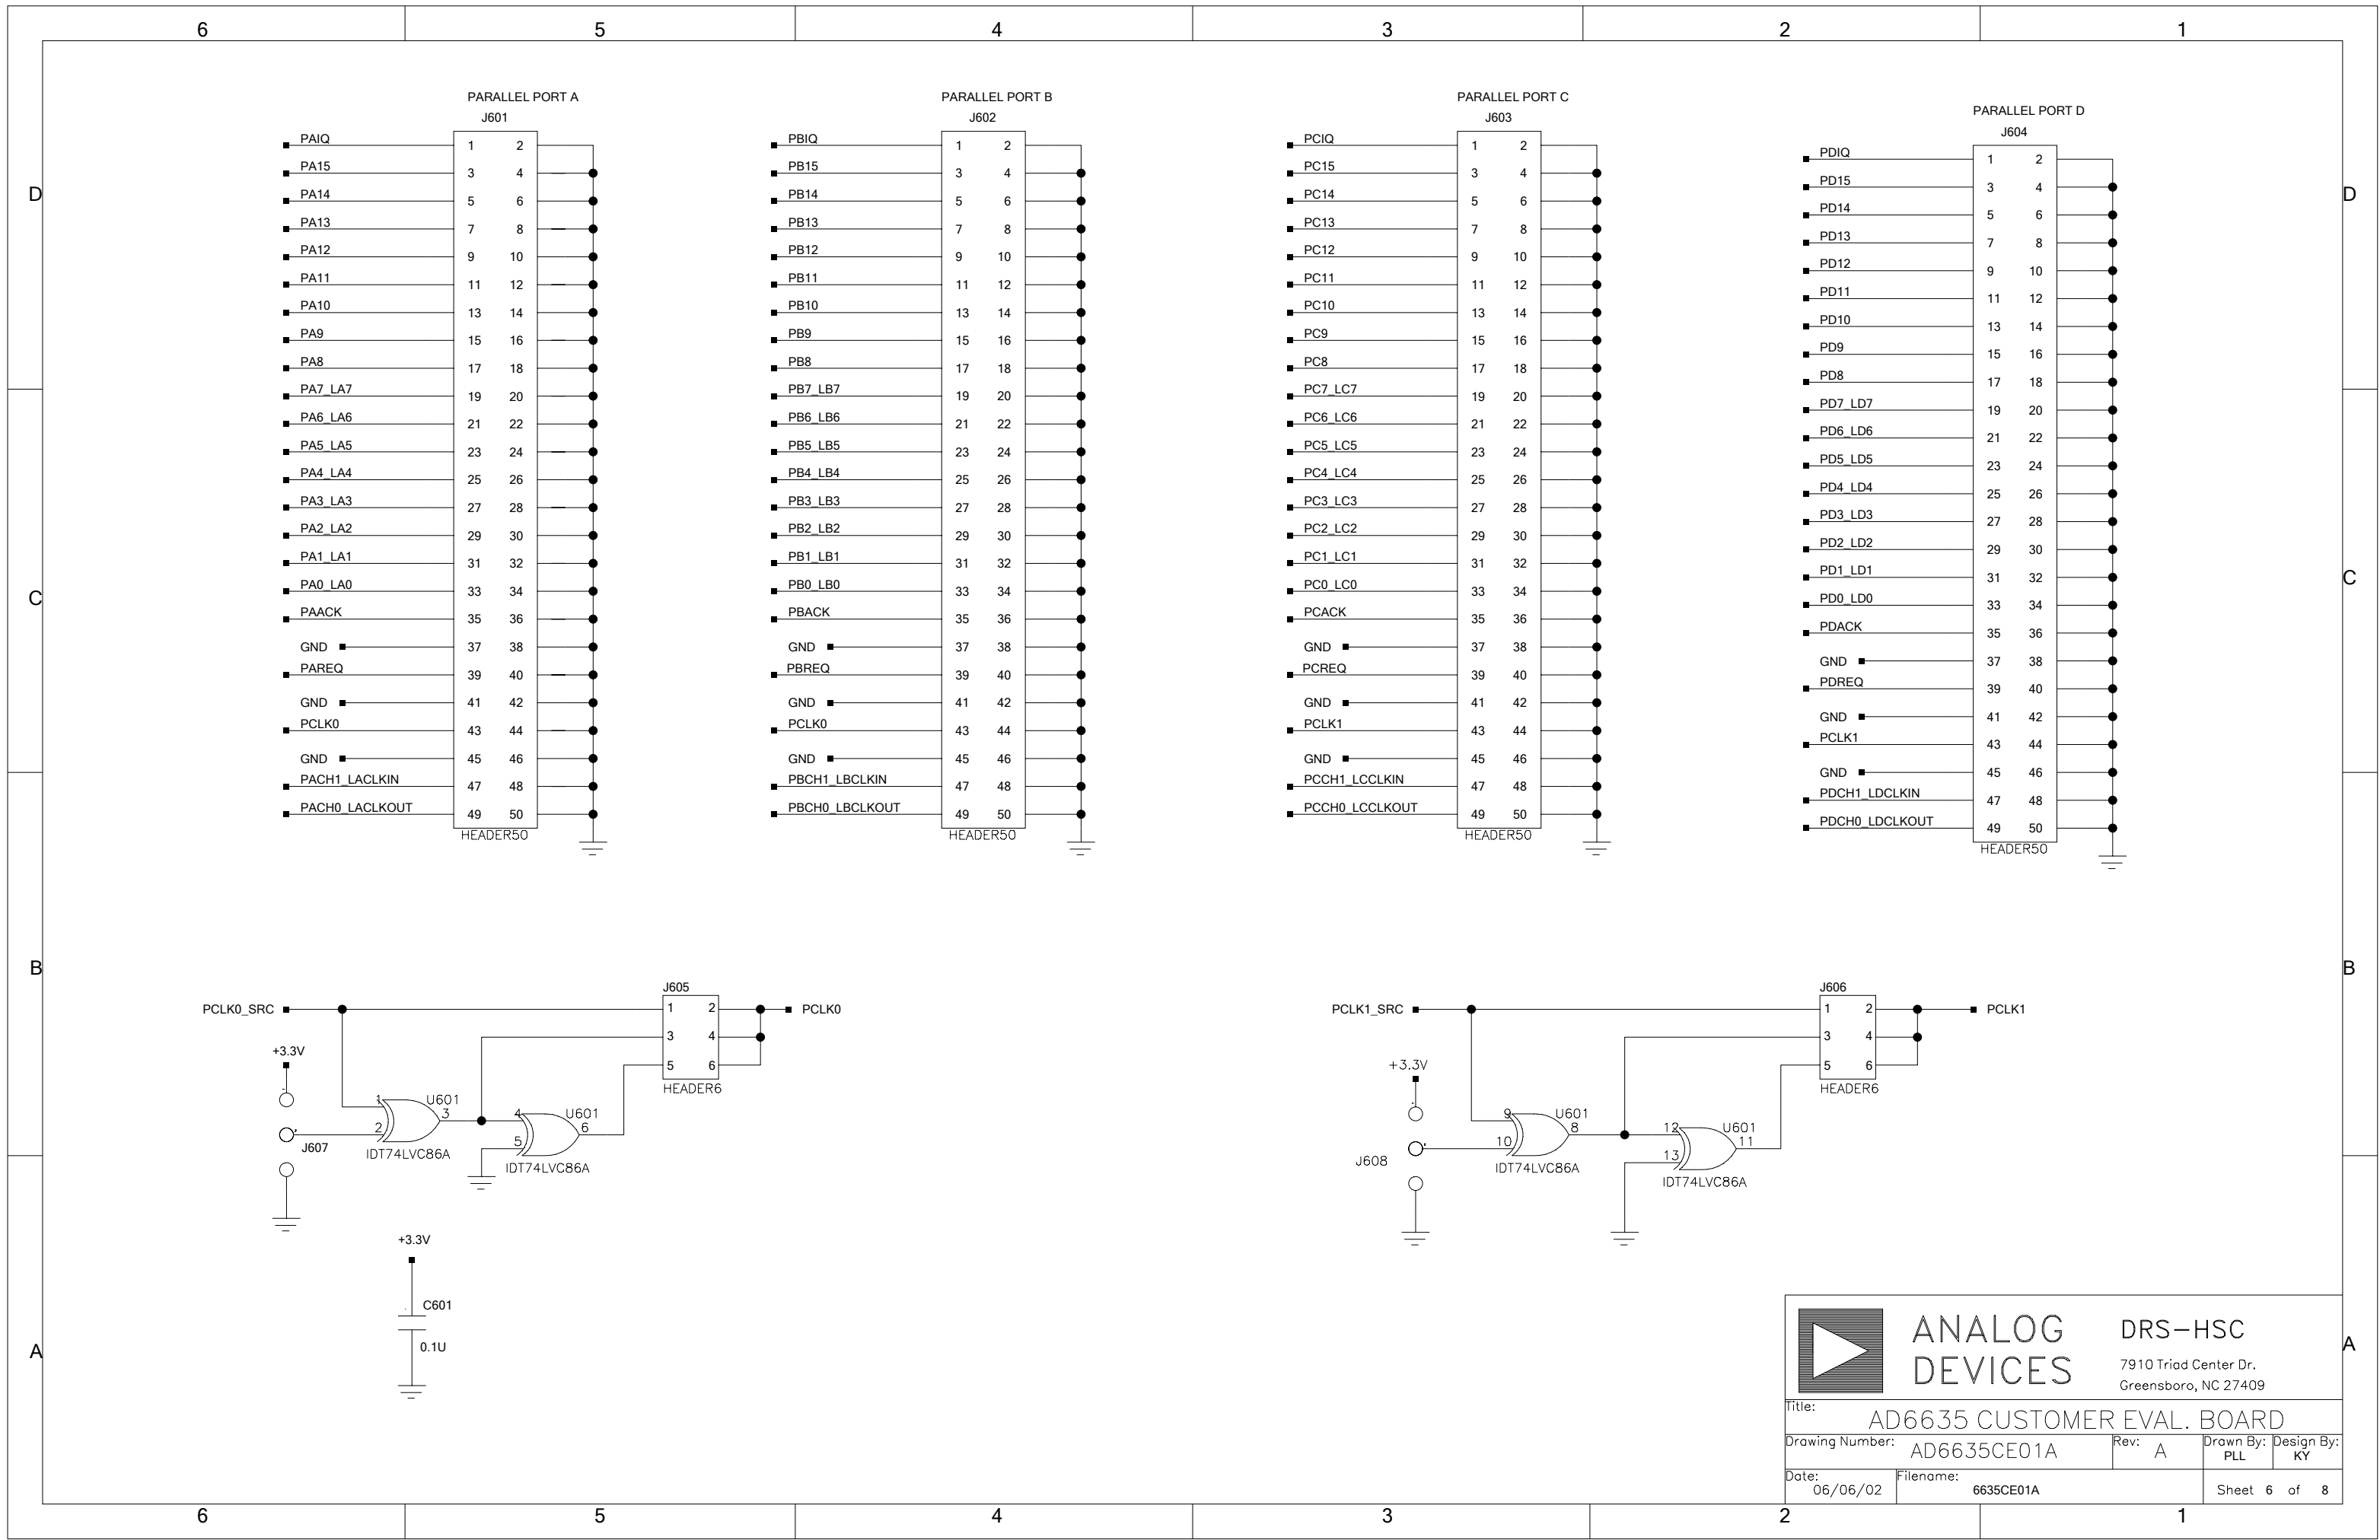 6 5 4 3 2 1
PARALLEL PORT A
J601
PAIQ 1 2
PA15 3 4
PA14 5 6
PA13 7 8
PA12 9 10
PA11 11 12
PA10 13 14
PA9 15 16
PA8 17 18
PA7_LA7 19 20
PA6_LA6 21 22
PA5_LA5 23 24
PA4_LA4 25 26
PA3_LA3 27 28
PA2_LA2 29 30
PA1_LA1 31 32
PA0_LA0 33 34
PAACK 35 36
GND 37 38
PAREQ 39 40
GND 41 42
PCLK0 43 44
GND 45 46
PACH1_LACLKIN 47 48
PACH0_LACLKOUT 49 50
HEADER50
PARALLEL PORT B
J602
PBIQ 1 2
PB15 3 4
PB14 5 6
PB13 7 8
PB12 9 10
PB11 11 12
PB10 13 14
PB9 15 16
PB8 17 18
PB7_LB7 19 20
PB6_LB6 21 22
PB5_LB5 23 24
PB4_LB4 25 26
PB3_LB3 27 28
PB2_LB2 29 30
PB1_LB1 31 32
PB0_LB0 33 34
PBACK 35 36
GND 37 38
PBREQ 39 40
GND 41 42
PCLK0 43 44
GND 45 46
PBCH1_LBCLKIN 47 48
PBCH0_LBCLKOUT 49 50
HEADER50
PARALLEL PORT C
J603
PCIQ 1 2
PC15 3 4
PC14 5 6
PC13 7 8
PC12 9 10
PC11 11 12
PC10 13 14
PC9 15 16
PC8 17 18
PC7_LC7 19 20
PC6_LC6 21 22
PC5_LC5 23 24
PC4_LC4 25 26
PC3_LC3 27 28
PC2_LC2 29 30
PC1_LC1 31 32
PC0_LC0 33 34
PCACK 35 36
GND 37 38
PCREQ 39 40
GND 41 42
PCLK1 43 44
GND 45 46
PCCH1_LCCLKIN 47 48
PCCH0_LCCLKOUT 49 50
HEADER50
PARALLEL PORT D
J604
PDIQ 1 2
PD15 3 4
PD14 5 6
PD13 7 8
PD12 9 10
PD11 11 12
PD10 13 14
PD9 15 16
PD8 17 18
PD7_LD7 19 20
PD6_LD6 21 22
PD5_LD5 23 24
PD4_LD4 25 26
PD3_LD3 27 28
PD2_LD2 29 30
PD1_LD1 31 32
PD0_LD0 33 34
PDACK 35 36
GND 37 38
PDREQ 39 40
GND 41 42
PCLK1 43 44
GND 45 46
PDCH1_LDCLKIN 47 48
PDCH0_LDCLKOUT 49 50
HEADER50
D D
C C
B B
A A
J605
PCLK0_SRC 1 2 PCLK0
3 4
5 6
HEADER6
+3.3V
J607
1 U601
2 3
IDT74LVC86A
4 U601
5 6
IDT74LVC86A
+3.3V
C601
0.1U
J606
PCLK1_SRC 1 2 PCLK1
3 4
5 6
HEADER6
+3.3V
J608
9 U601
10 8
IDT74LVC86A
12 U601
13 11
IDT74LVC86A
ANALOG DEVICES
DRS-HSC
7910 Triad Center Dr.
Greensboro, NC 27409
Title: AD6635 CUSTOMER EVAL. BOARD
Drawing Number: AD6635CE01A
Rev: A
Drawn By: PLL
Design By: KY
Date: 06/06/02
Filename: 6635CE01A
Sheet 6 of 8
6 5 4 3 2 1